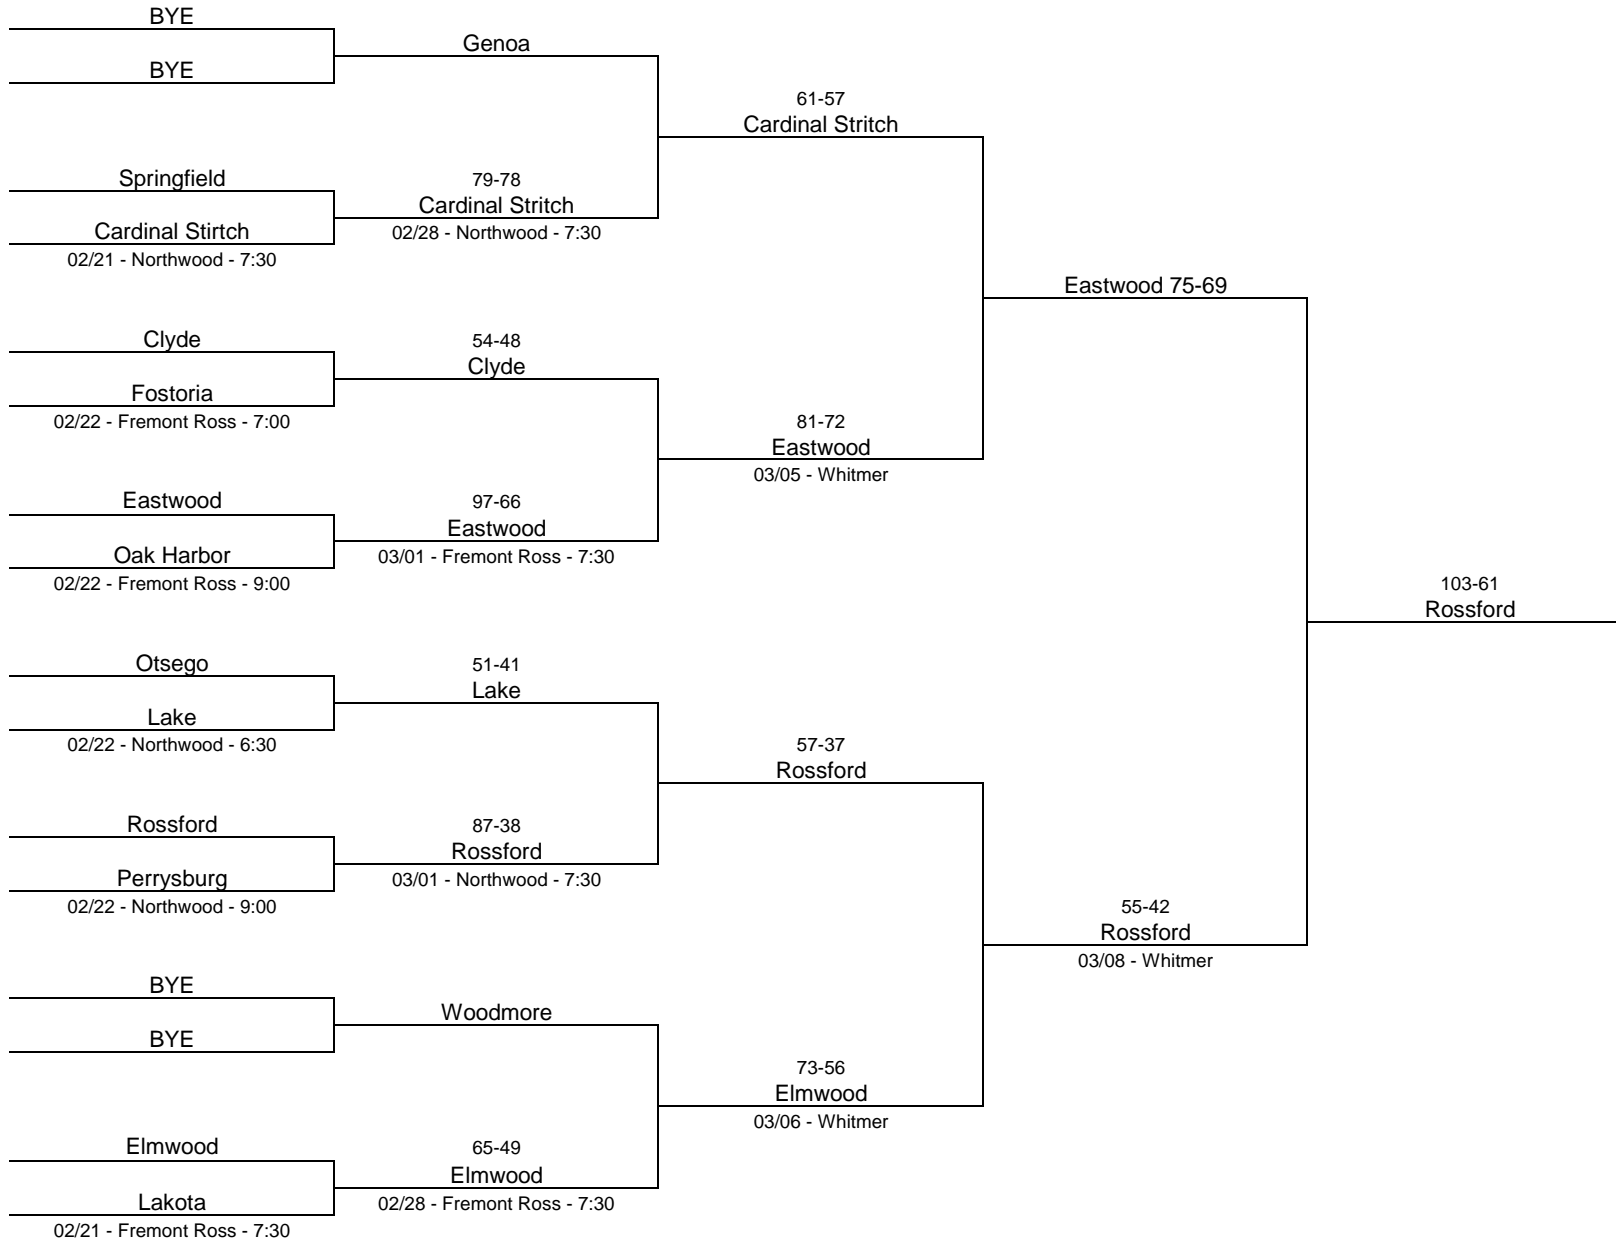 BYE
Genoa
BYE
61-57
Cardinal Stritch
Springfield
79-78
Cardinal Stritch
Cardinal Stirtch
02/28 - Northwood - 7:30
02/21 - Northwood - 7:30
Eastwood 75-69
Clyde
54-48
Clyde
Fostoria
02/22 - Fremont Ross - 7:00
81-72
Eastwood
03/05 - Whitmer
Eastwood
97-66
Eastwood
Oak Harbor
03/01 - Fremont Ross - 7:30
02/22 - Fremont Ross - 9:00
103-61
Rossford
Otsego
51-41
Lake
Lake
02/22 - Northwood - 6:30
57-37
Rossford
Rossford
87-38
Rossford
Perrysburg
03/01 - Northwood - 7:30
02/22 - Northwood - 9:00
55-42
Rossford
03/08 - Whitmer
BYE
Woodmore
BYE
73-56
Elmwood
03/06 - Whitmer
Elmwood
65-49
Elmwood
Lakota
02/28 - Fremont Ross - 7:30
02/21 - Fremont Ross - 7:30